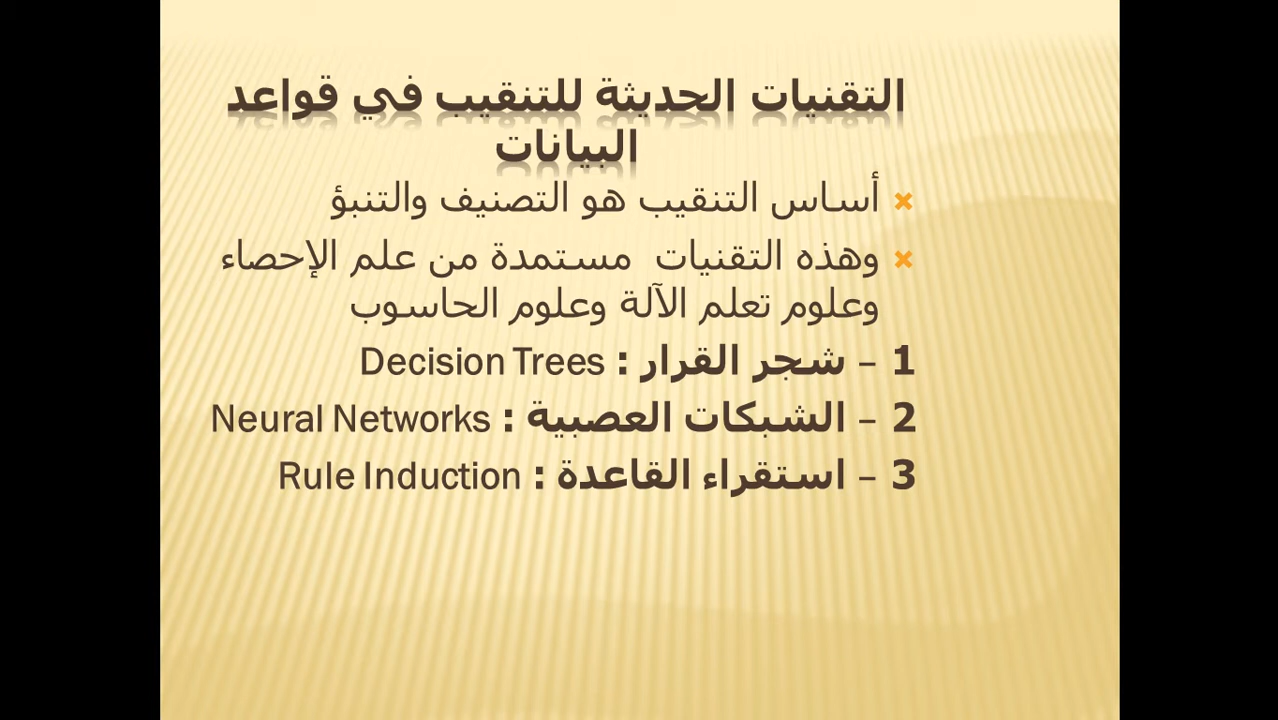 التقنيات الحديثة للتنقيب في قواعد
البيانات
أساس التنقيب هو التصنيف والتنبؤ
وهذه التقنيات مستمدة من علم الإحصاء
وعلوم تعلم الآلة وعلوم الحاسوب
1 – شجر القرار : Decision Trees
2 – الشبكات العصبية : Neural Networks
3 – استقراء القاعدة : Rule Induction